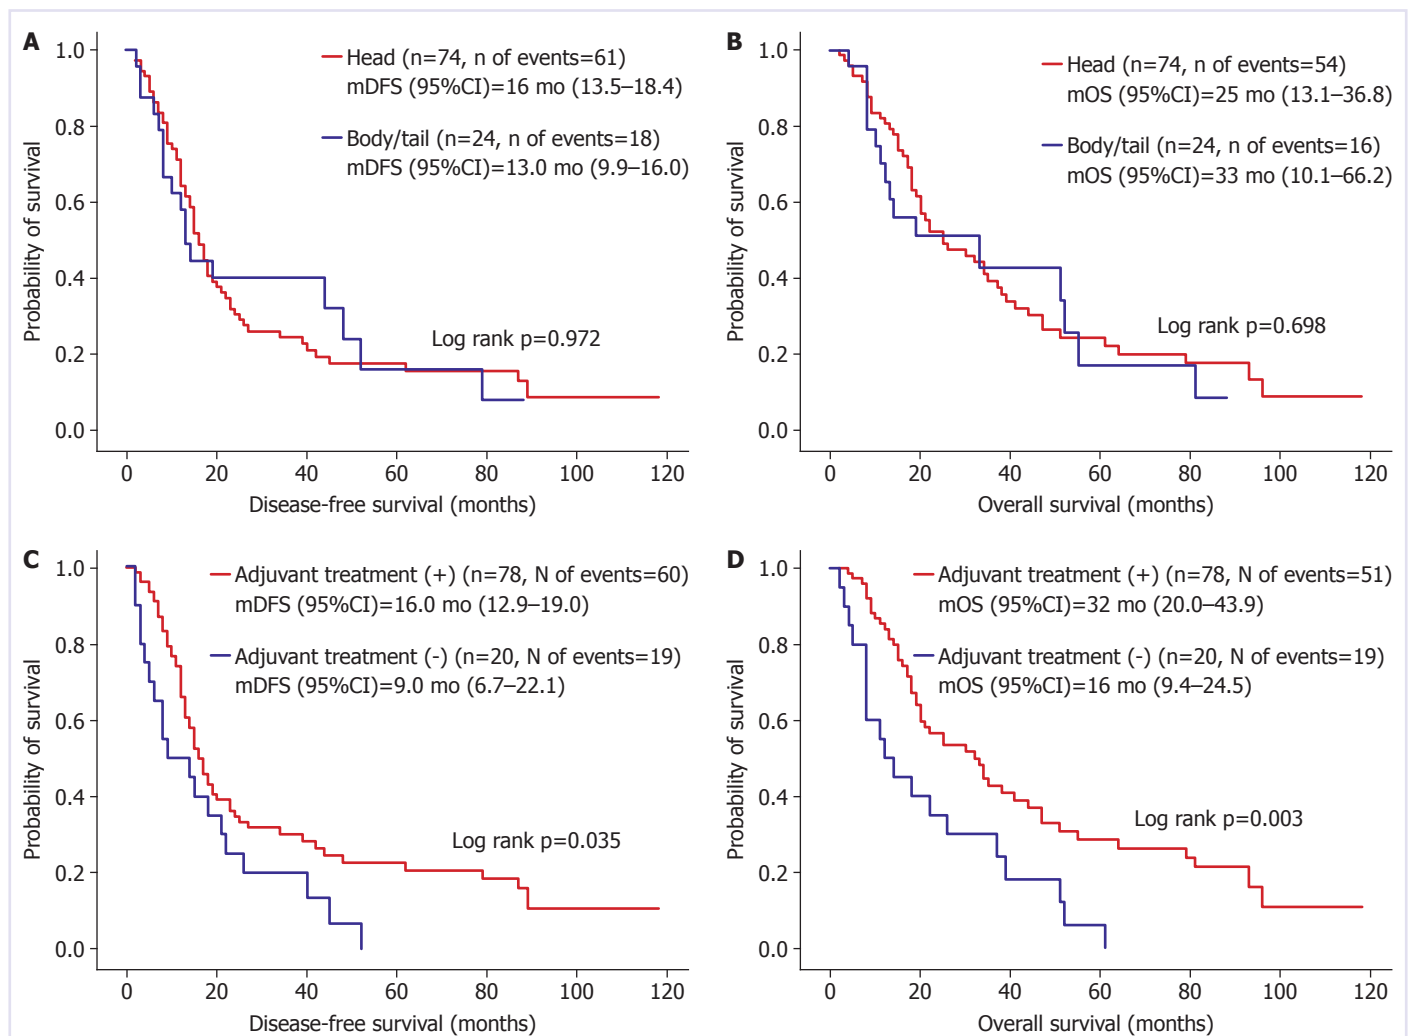 A
Head (n=74, n of events=61)
mDFS (95%CI)=16 mo (13.5–18.4)
Body/tail (n=24, n of events=18)
mDFS (95%CI)=13.0 mo (9.9–16.0)
Log rank p=0.972
Probability of survival
1.0
0.8
0.6
0.4
0.2
0.0
0 20 40 60 80 100 120
Disease-free survival (months)
B
Head (n=74, n of events=54)
mOS (95%CI)=25 mo (13.1–36.8)
Body/tail (n=24, n of events=16)
mOS (95%CI)=33 mo (10.1–66.2)
Log rank p=0.698
Probability of survival
1.0
0.8
0.6
0.4
0.2
0.0
0 20 40 60 80 100 120
Overall survival (months)
C
Adjuvant treatment (+) (n=78, N of events=60)
mDFS (95%CI)=16.0 mo (12.9–19.0)
Adjuvant treatment (-) (n=20, N of events=19)
mDFS (95%CI)=9.0 mo (6.7–22.1)
Log rank p=0.035
Probability of survival
1.0
0.8
0.6
0.4
0.2
0.0
0 20 40 60 80 100 120
Disease-free survival (months)
D
Adjuvant treatment (+) (n=78, N of events=51)
mOS (95%CI)=32 mo (20.0–43.9)
Adjuvant treatment (-) (n=20, N of events=19)
mOS (95%CI)=16 mo (9.4–24.5)
Log rank p=0.003
Probability of survival
1.0
0.8
0.6
0.4
0.2
0.0
0 20 40 60 80 100 120
Overall survival (months)